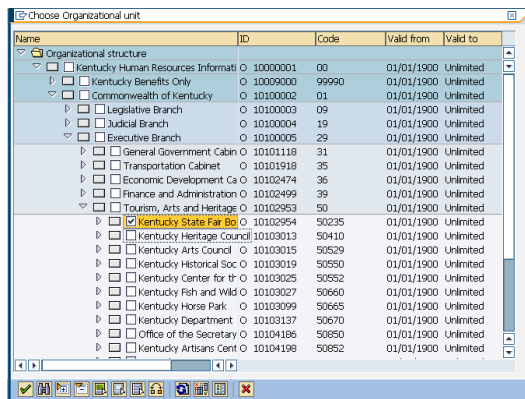 Choose Organizational unit
Name ID Code Valid from Valid to
Organizational structure
Kentucky Human Resources Informati O 10000001 00 01/01/1900 Unlimited
Kentucky Benefits Only O 10009000 99990 01/01/1900 Unlimited
Commonwealth of Kentucky O 10100002 01 01/01/1900 Unlimited
Legislative Branch O 10100003 09 01/01/1900 Unlimited
Judicial Branch O 10100004 19 01/01/1900 Unlimited
Executive Branch O 10100005 29 01/01/1900 Unlimited
General Government Cabin O 10101118 31 01/01/1900 Unlimited
Transportation Cabinet O 10101918 35 01/01/1900 Unlimited
Economic Development Ca O 10102474 36 01/01/1900 Unlimited
Finance and Administration O 10102499 39 01/01/1900 Unlimited
Tourism, Arts and Heritage O 10102953 50 01/01/1900 Unlimited
Kentucky State Fair Bo O 10102954 50235 01/01/1900 Unlimited
Kentucky Heritage Council 10103013 50410 01/01/1900 Unlimited
Kentucky Arts Council O 10103015 50529 01/01/1900 Unlimited
Kentucky Historical Soc O 10103019 50550 01/01/1900 Unlimited
Kentucky Center for th O 10103025 50552 01/01/1900 Unlimited
Kentucky Fish and Wild O 10103027 50660 01/01/1900 Unlimited
Kentucky Horse Park O 10103099 50665 01/01/1900 Unlimited
Kentucky Department O 10103137 50670 01/01/1900 Unlimited
Office of the Secretary O 10104186 50850 01/01/1900 Unlimited
Kentucky Artisans Cent O 10104198 50852 01/01/1900 Unlimited